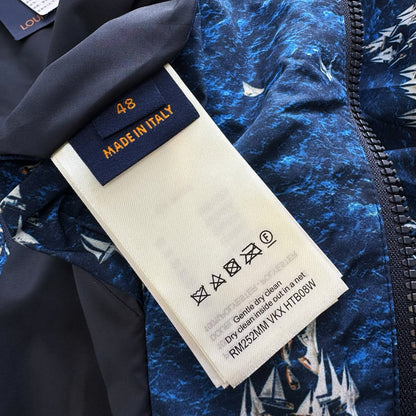 LOU
48
MADE IN ITALY
F
Gentle dry clean
Dry clean inside out in a net
RM252MM VKX HTB08W